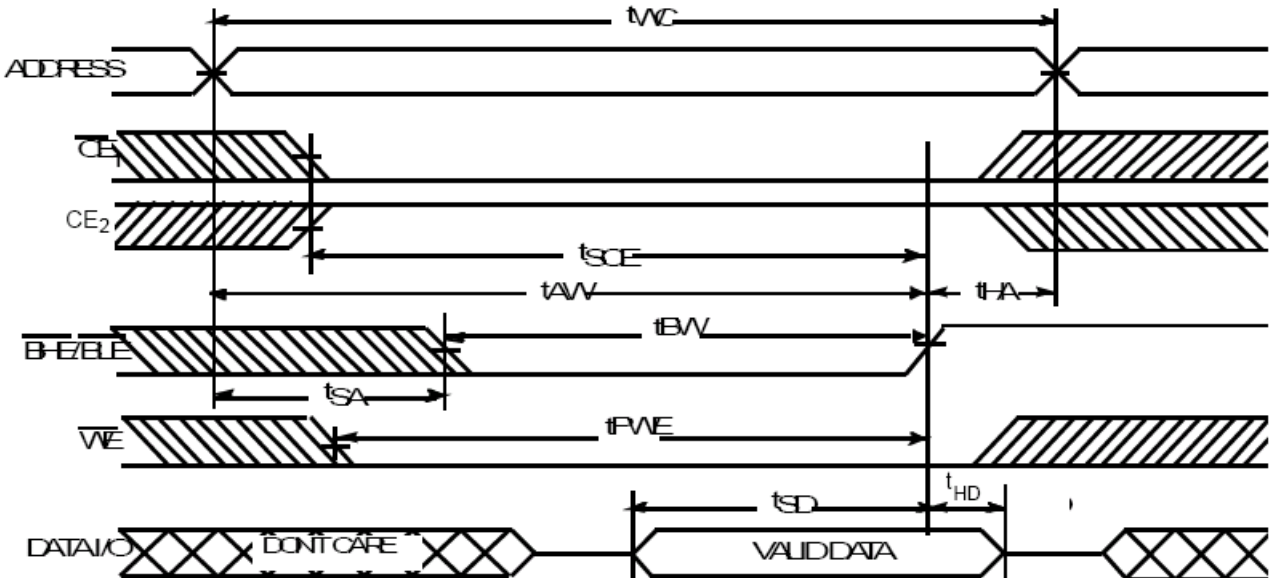 tWC
ADDRESS
CE1
CE2
tSCE
tAW
tHA
BHE/BLE
tBW
tSA
WE
tPWE
tSD
tHD
DATA I/O
DON'T CARE
VALID DATA